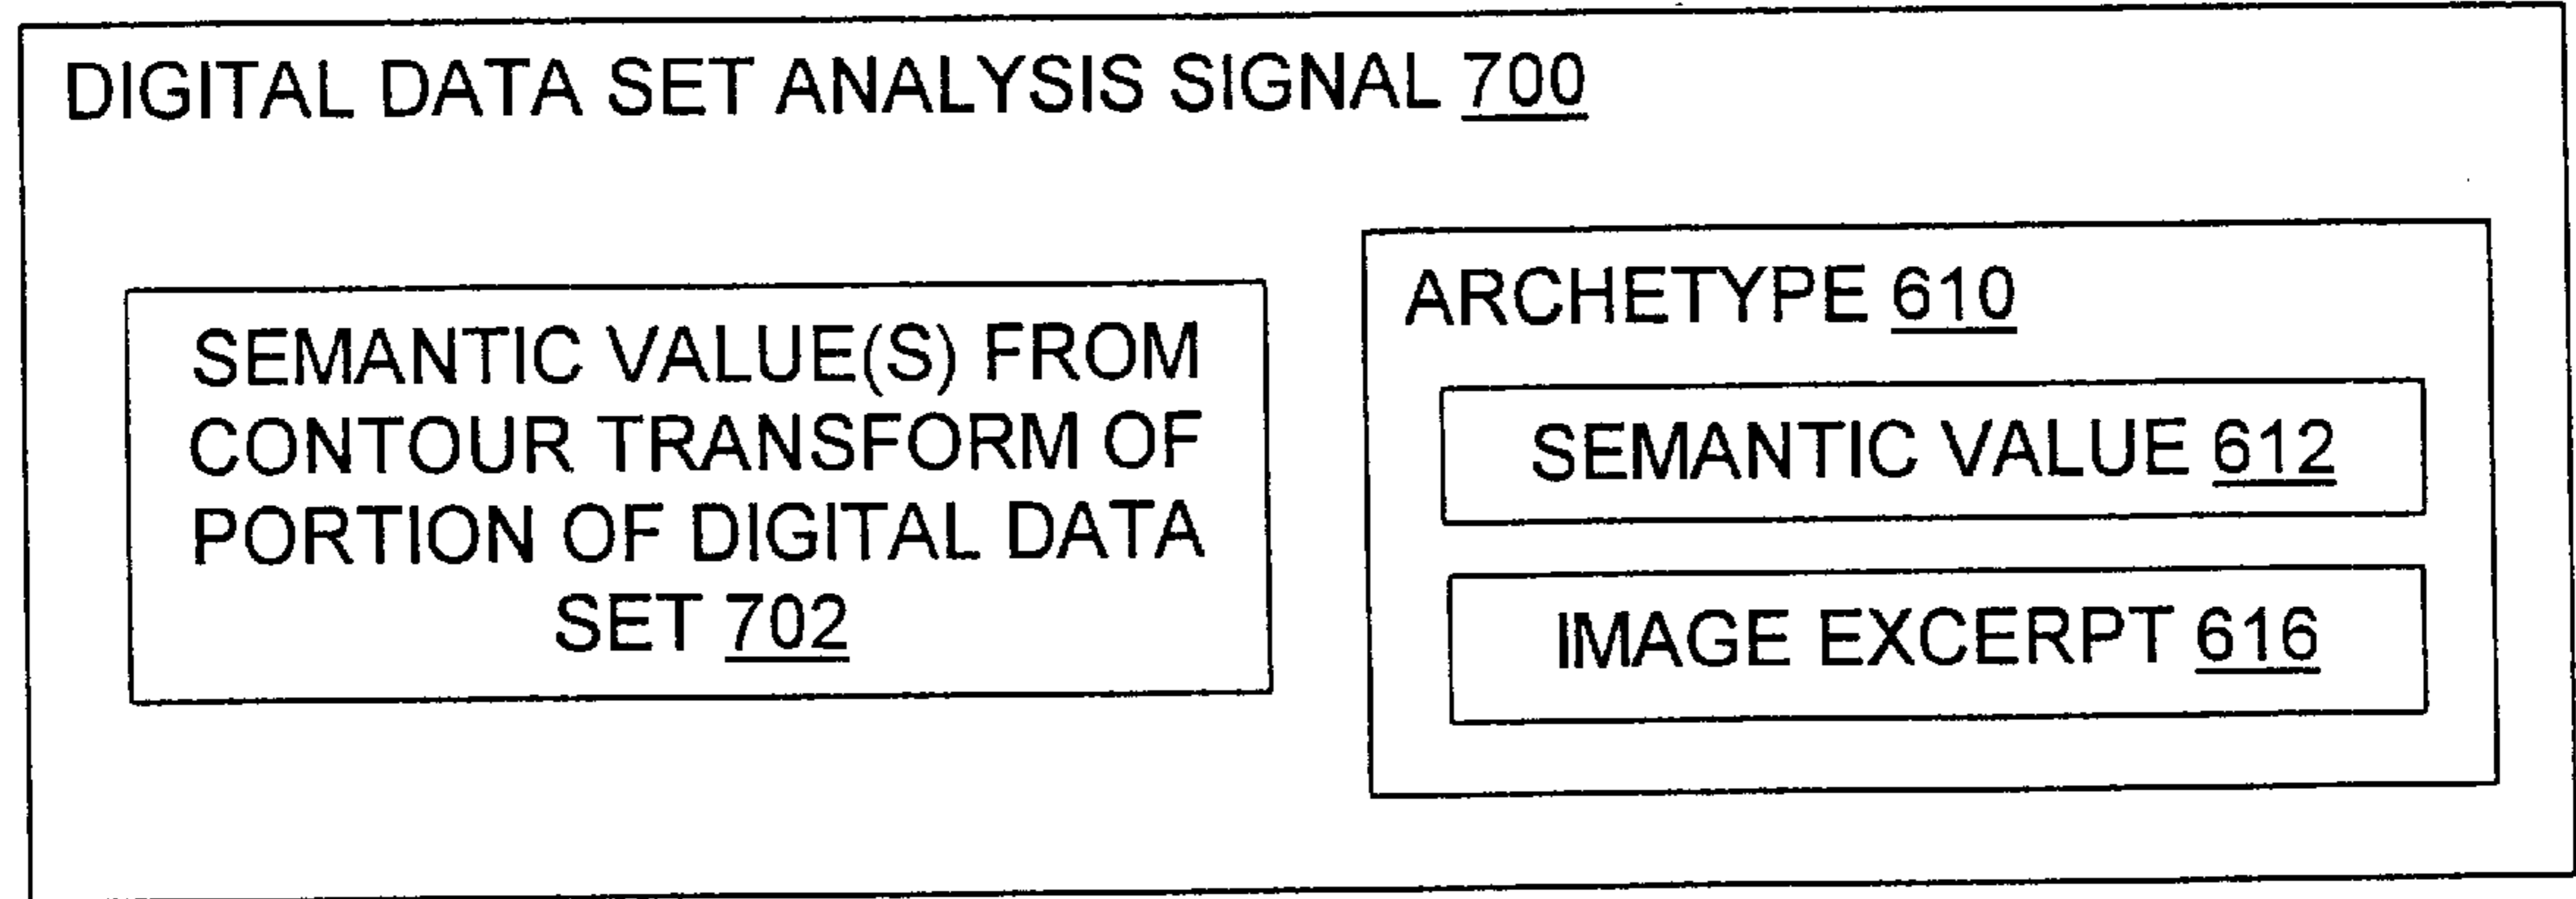 DIGITAL DATA SET ANALYSIS SIGNAL 700
SEMANTIC VALUE(S) FROM
CONTOUR TRANSFORM OF
PORTION OF DIGITAL DATA
SET 702
ARCHETYPE 610
SEMANTIC VALUE 612
IMAGE EXCERPT 616